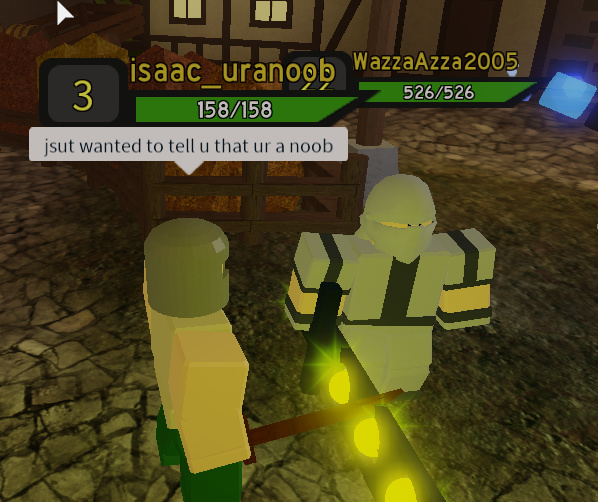 isaac_uranoob
WazzaAzza2005
3
158/158
526/526
jsut wanted to tell u that ur a noob